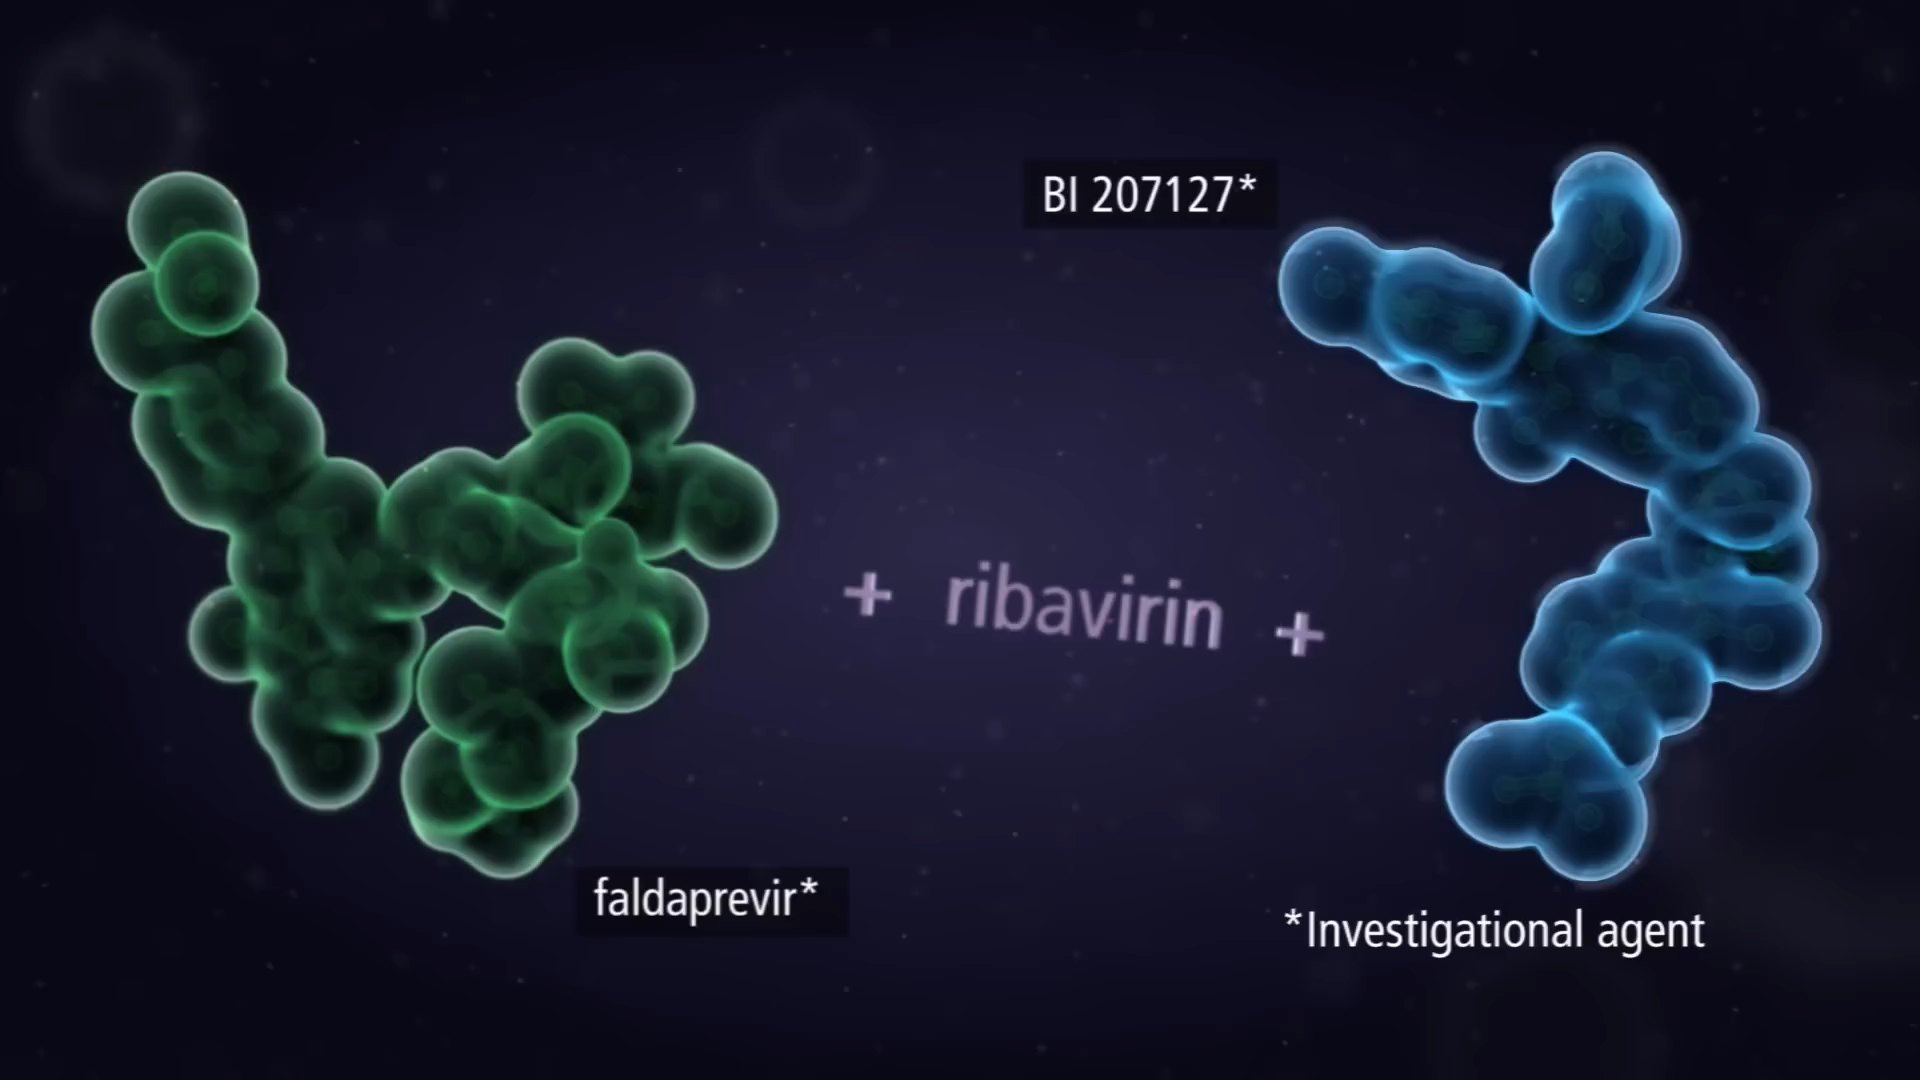 BI 207127*
+ ribavirin +
faldaprevir*
*Investigational agent